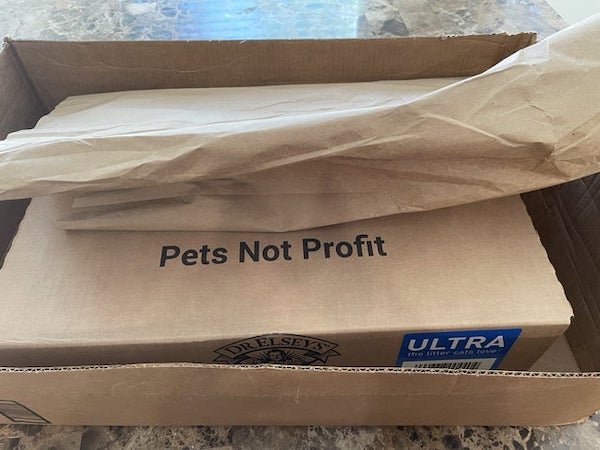 Pets Not Profit
DR.ELSEY'S
ULTRA
the litter cats love